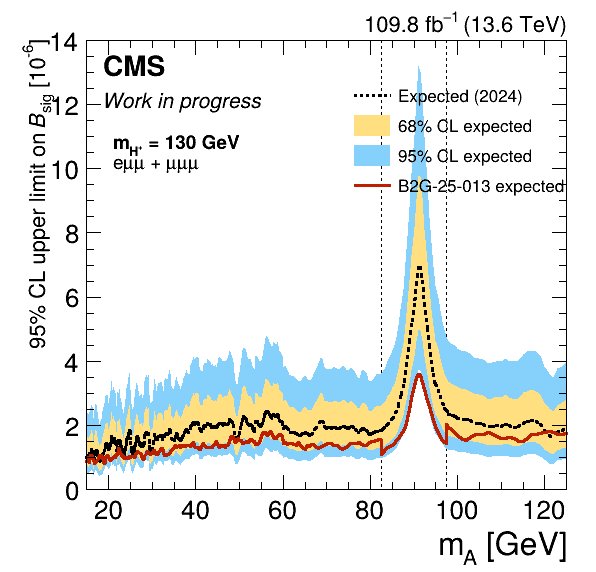 109.8 fb⁻¹ (13.6 TeV)
CMS
Work in progress
m_H⁺ = 130 GeV
eμμ + μμμ
Expected (2024)
68% CL expected
95% CL expected
B2G-25-013 expected
95% CL upper limit on B_sig [10⁻⁶]
14
12
10
8
6
4
2
0
20 40 60 80 100 120
m_A [GeV]